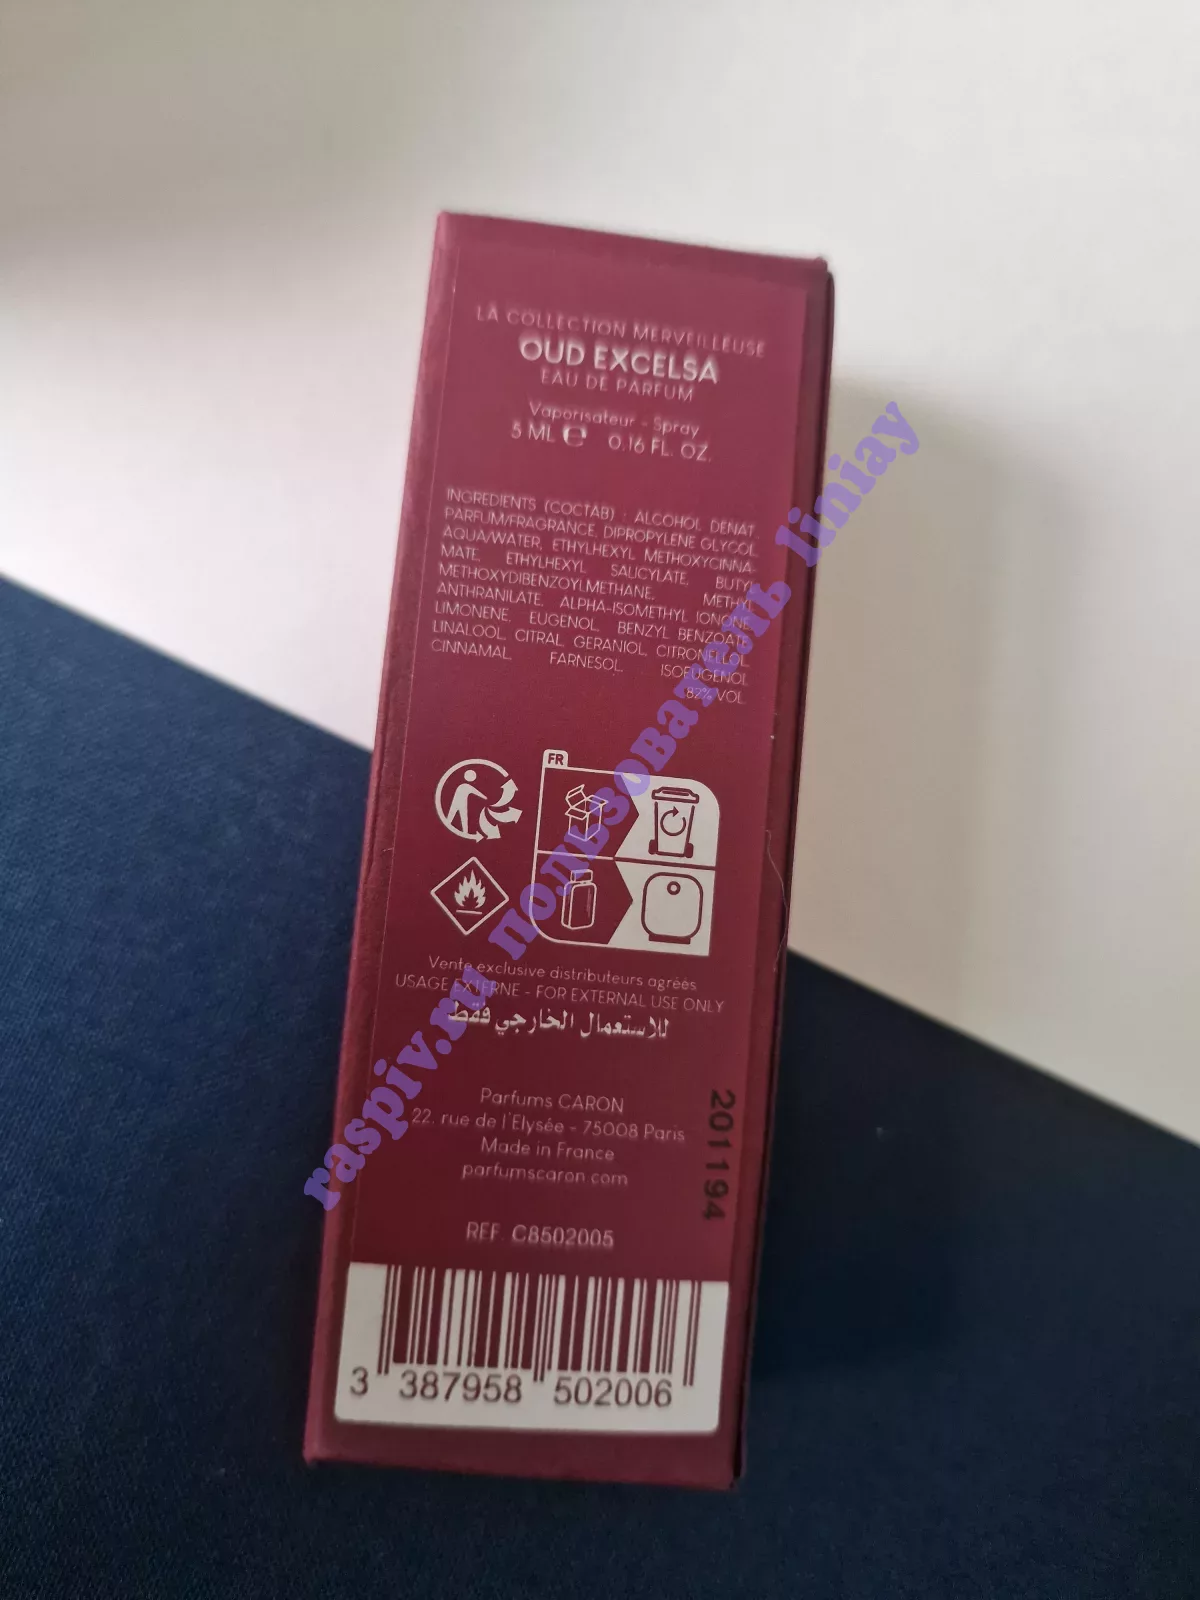 LA COLLECTION MERVEILLEUSE
OUD EXCELSA
EAU DE PARFUM
Vaporisateur - Spray
5 ML ℮ 0.16 FL. OZ.
INGREDIENTS (COCTAB) : ALCOHOL DENAT.
PARFUM/FRAGRANCE, DIPROPYLENE GLYCOL
AQUA/WATER, ETHYLHEXYL METHOXYCINNA-
MATE, ETHYLHEXYL SALICYLATE, BUTYL
METHOXYDIBENZOYLMETHANE, METHYL
ANTHRANILATE, ALPHA-ISOMETHYL IONONE,
LIMONENE, EUGENOL, BENZYL BENZOATE,
LINALOOL, CITRAL, GERANIOL, CITRONELLOL,
CINNAMAL, FARNESOL, ISOEUGENOL
82% VOL.
FR
Vente exclusive distributeurs agréés
USAGE EXTERNE - FOR EXTERNAL USE ONLY
للاستعمال الخارجي فقط
Parfums CARON
22, rue de l'Elysée - 75008 Paris
Made in France
parfumscaron.com
201194
REF. C8502005
3 387958 502006
raspiv.ru пользователь liniay